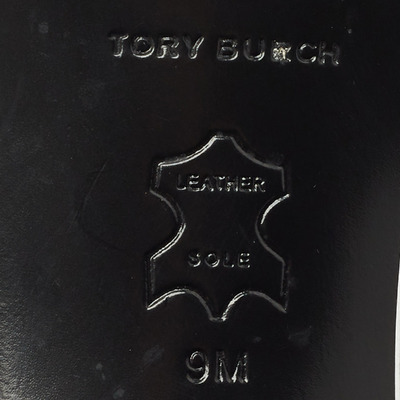 TORY BURCH
LEATHER
SOLE
9M